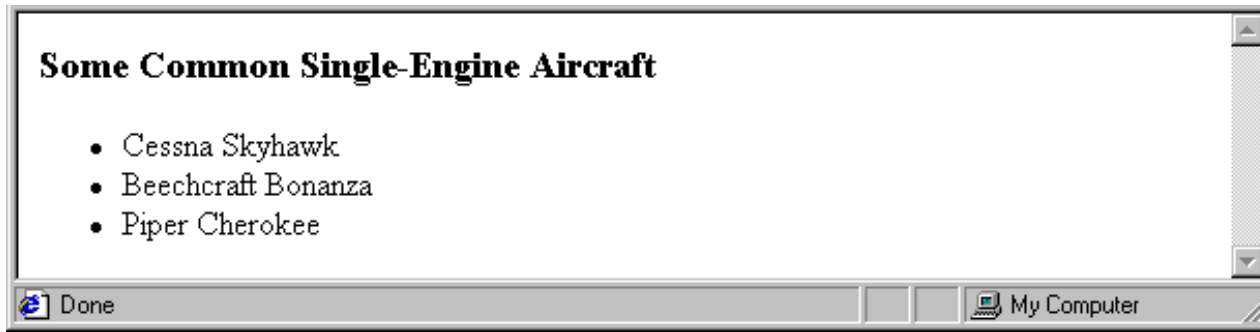 Some Common Single-Engine Aircraft
Cessna Skyhawk
Beechcraft Bonanza
Piper Cherokee
Done
My Computer